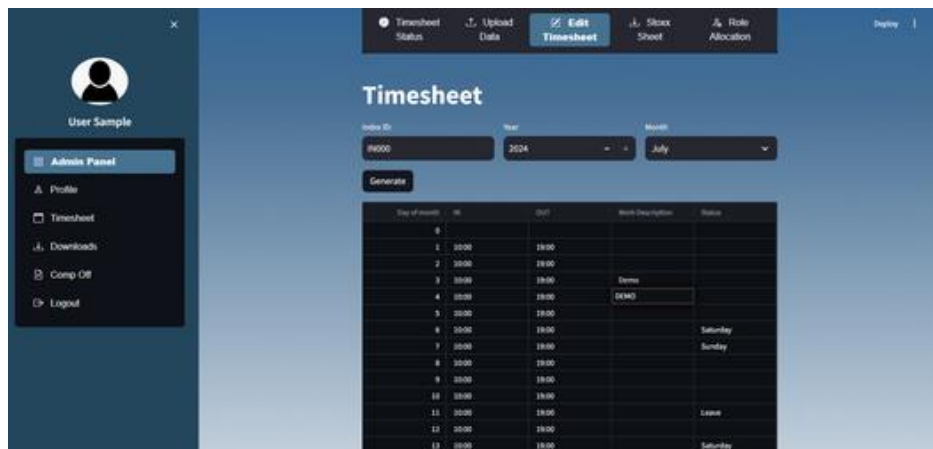 ×
User Sample
Admin Panel
Profile
Timesheet
Downloads
Comp Off
Logout
Timesheet Status
Upload Data
Edit Timesheet
Stoxx Sheet
Role Allocation
Deploy
Timesheet
Index ID:
Year
Month
IN000
2024 - +
July
Generate
Day of month IN OUT Work Description Status
0
1 10:00 19:00
2 10:00 19:00
3 10:00 19:00 Demo
4 10:00 19:00 DEMO
5 10:00 19:00
6 10:00 19:00 Saturday
7 10:00 19:00 Sunday
8 10:00 19:00
9 10:00 19:00
10 10:00 19:00
11 10:00 19:00 Leave
12 10:00 19:00
13 10:00 19:00 Saturday